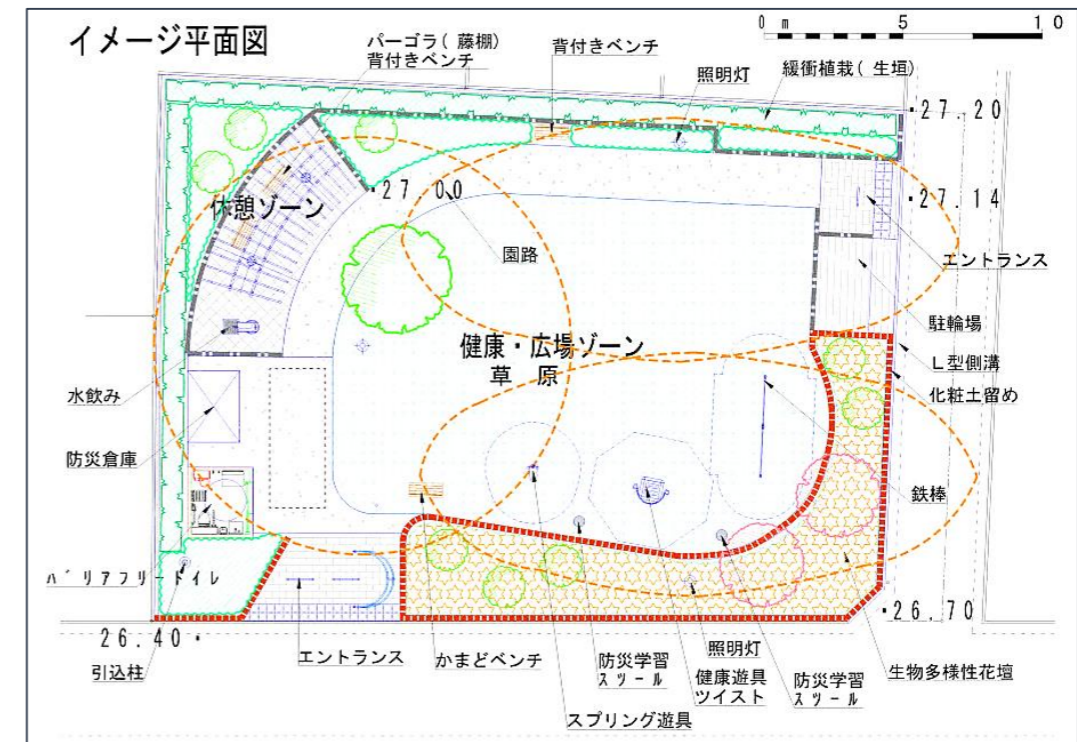 イメージ平面図
0 m 5 10
パーゴラ( 藤棚)
背付きベンチ
背付きベンチ
照明灯
緩衝植栽( 生垣)
27.20
27.00
27.14
休憩ゾーン
園路
エントランス
健康・広場ゾーン
草 原
駐輪場
L型側溝
水飲み
化粧土留め
防災倉庫
鉄棒
バリアフリートイレ
26.70
26.40
引込柱
エントランス
かまどベンチ
防災学習
スツール
照明灯
健康遊具
ツイスト
防災学習
スツール
生物多様性花壇
スプリング遊具